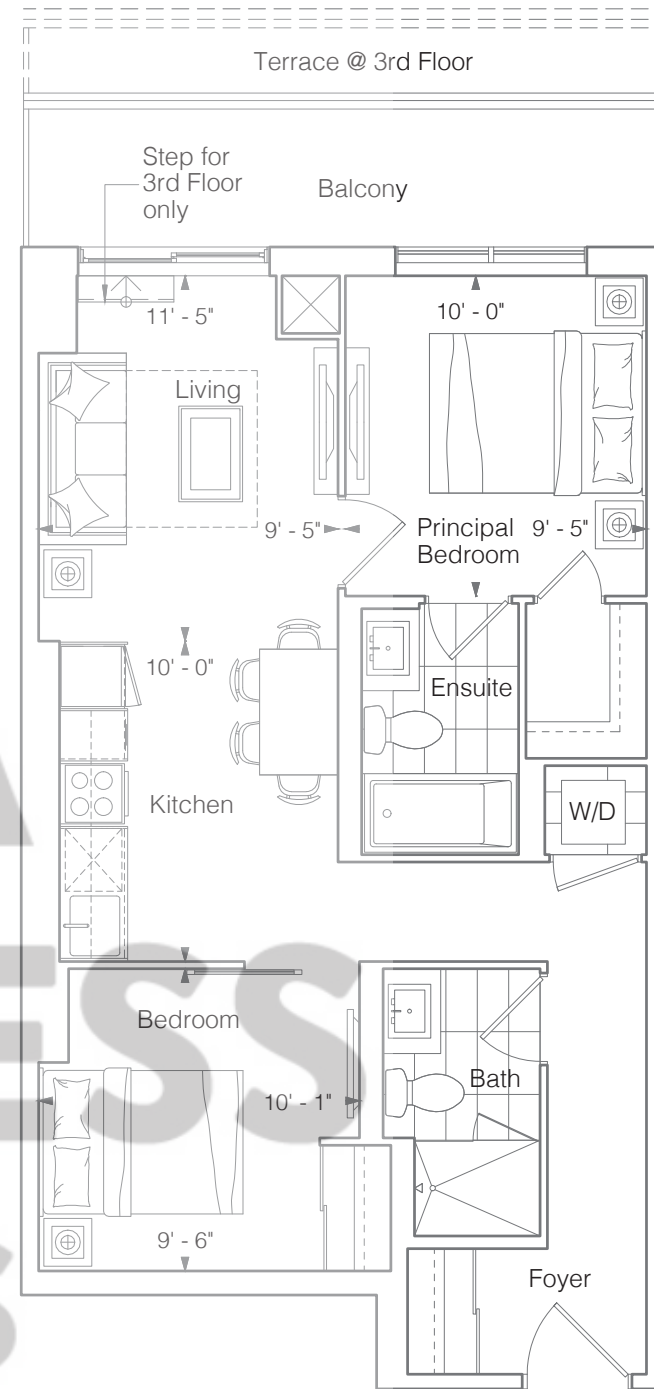 Terrace @ 3rd Floor
Step for
3rd Floor
only
Balcony
11' - 5"
10' - 0"
Living
9' - 5"
Principal
Bedroom
9' - 5"
10' - 0"
Ensuite
Kitchen
W/D
Bedroom
Bath
10' - 1"
9' - 6"
Foyer